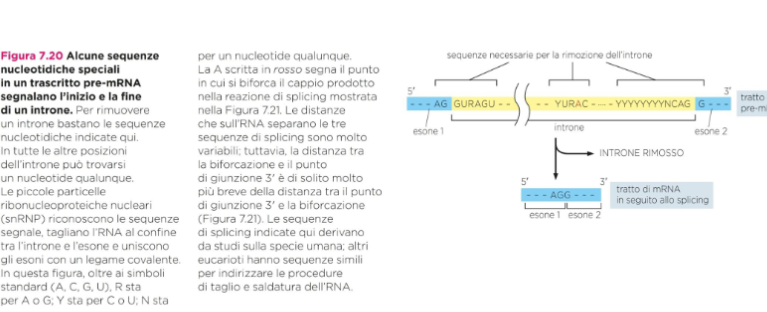 Figura 7.20 Alcune sequenze
nucleotidiche speciali
in un trascritto pre-mRNA
segnalano l'inizio e la fine
di un introne. Per rimuovere
un introne bastano le sequenze
nucleotidiche indicate qui.
In tutte le altre posizioni
dell'introne può trovarsi
un nucleotide qualunque.
Le piccole particelle
ribonucleoproteiche nucleari
(snRNP) riconoscono le sequenze
segnale, tagliano l'RNA al confine
tra l'introne e l'esone e uniscono
gli esoni con un legame covalente.
In questa figura, oltre ai simboli
standard (A, C, G, U), R sta
per A o G; Y sta per C o U; N sta
per un nucleotide qualunque.
La A scritta in rosso segna il punto
in cui si biforca il cappio prodotto
nella reazione di splicing mostrata
nella Figura 7.21. Le distanze
che sull'RNA separano le tre
sequenze di splicing sono molto
variabili; tuttavia, la distanza tra
la biforcazione e il punto
di giunzione 3' è di solito molto
più breve della distanza tra il punto
di giunzione 3' e la biforcazione
(Figura 7.21). Le sequenze
di splicing indicate qui derivano
da studi sulla specie umana; altri
eucarioti hanno sequenze simili
per indirizzare le procedure
di taglio e saldatura dell'RNA.
sequenze necessarie per la rimozione dell'introne
5' 3'
- - - AG GURAGU - - - - YURAC - - - - YYYYYYYYNCAG G - - -
tratto
pre-m
esone 1 introne esone 2
INTRONE RIMOSSO
5' 3'
- - - AGG - - -
tratto di mRNA
in seguito allo splicing
esone 1 esone 2